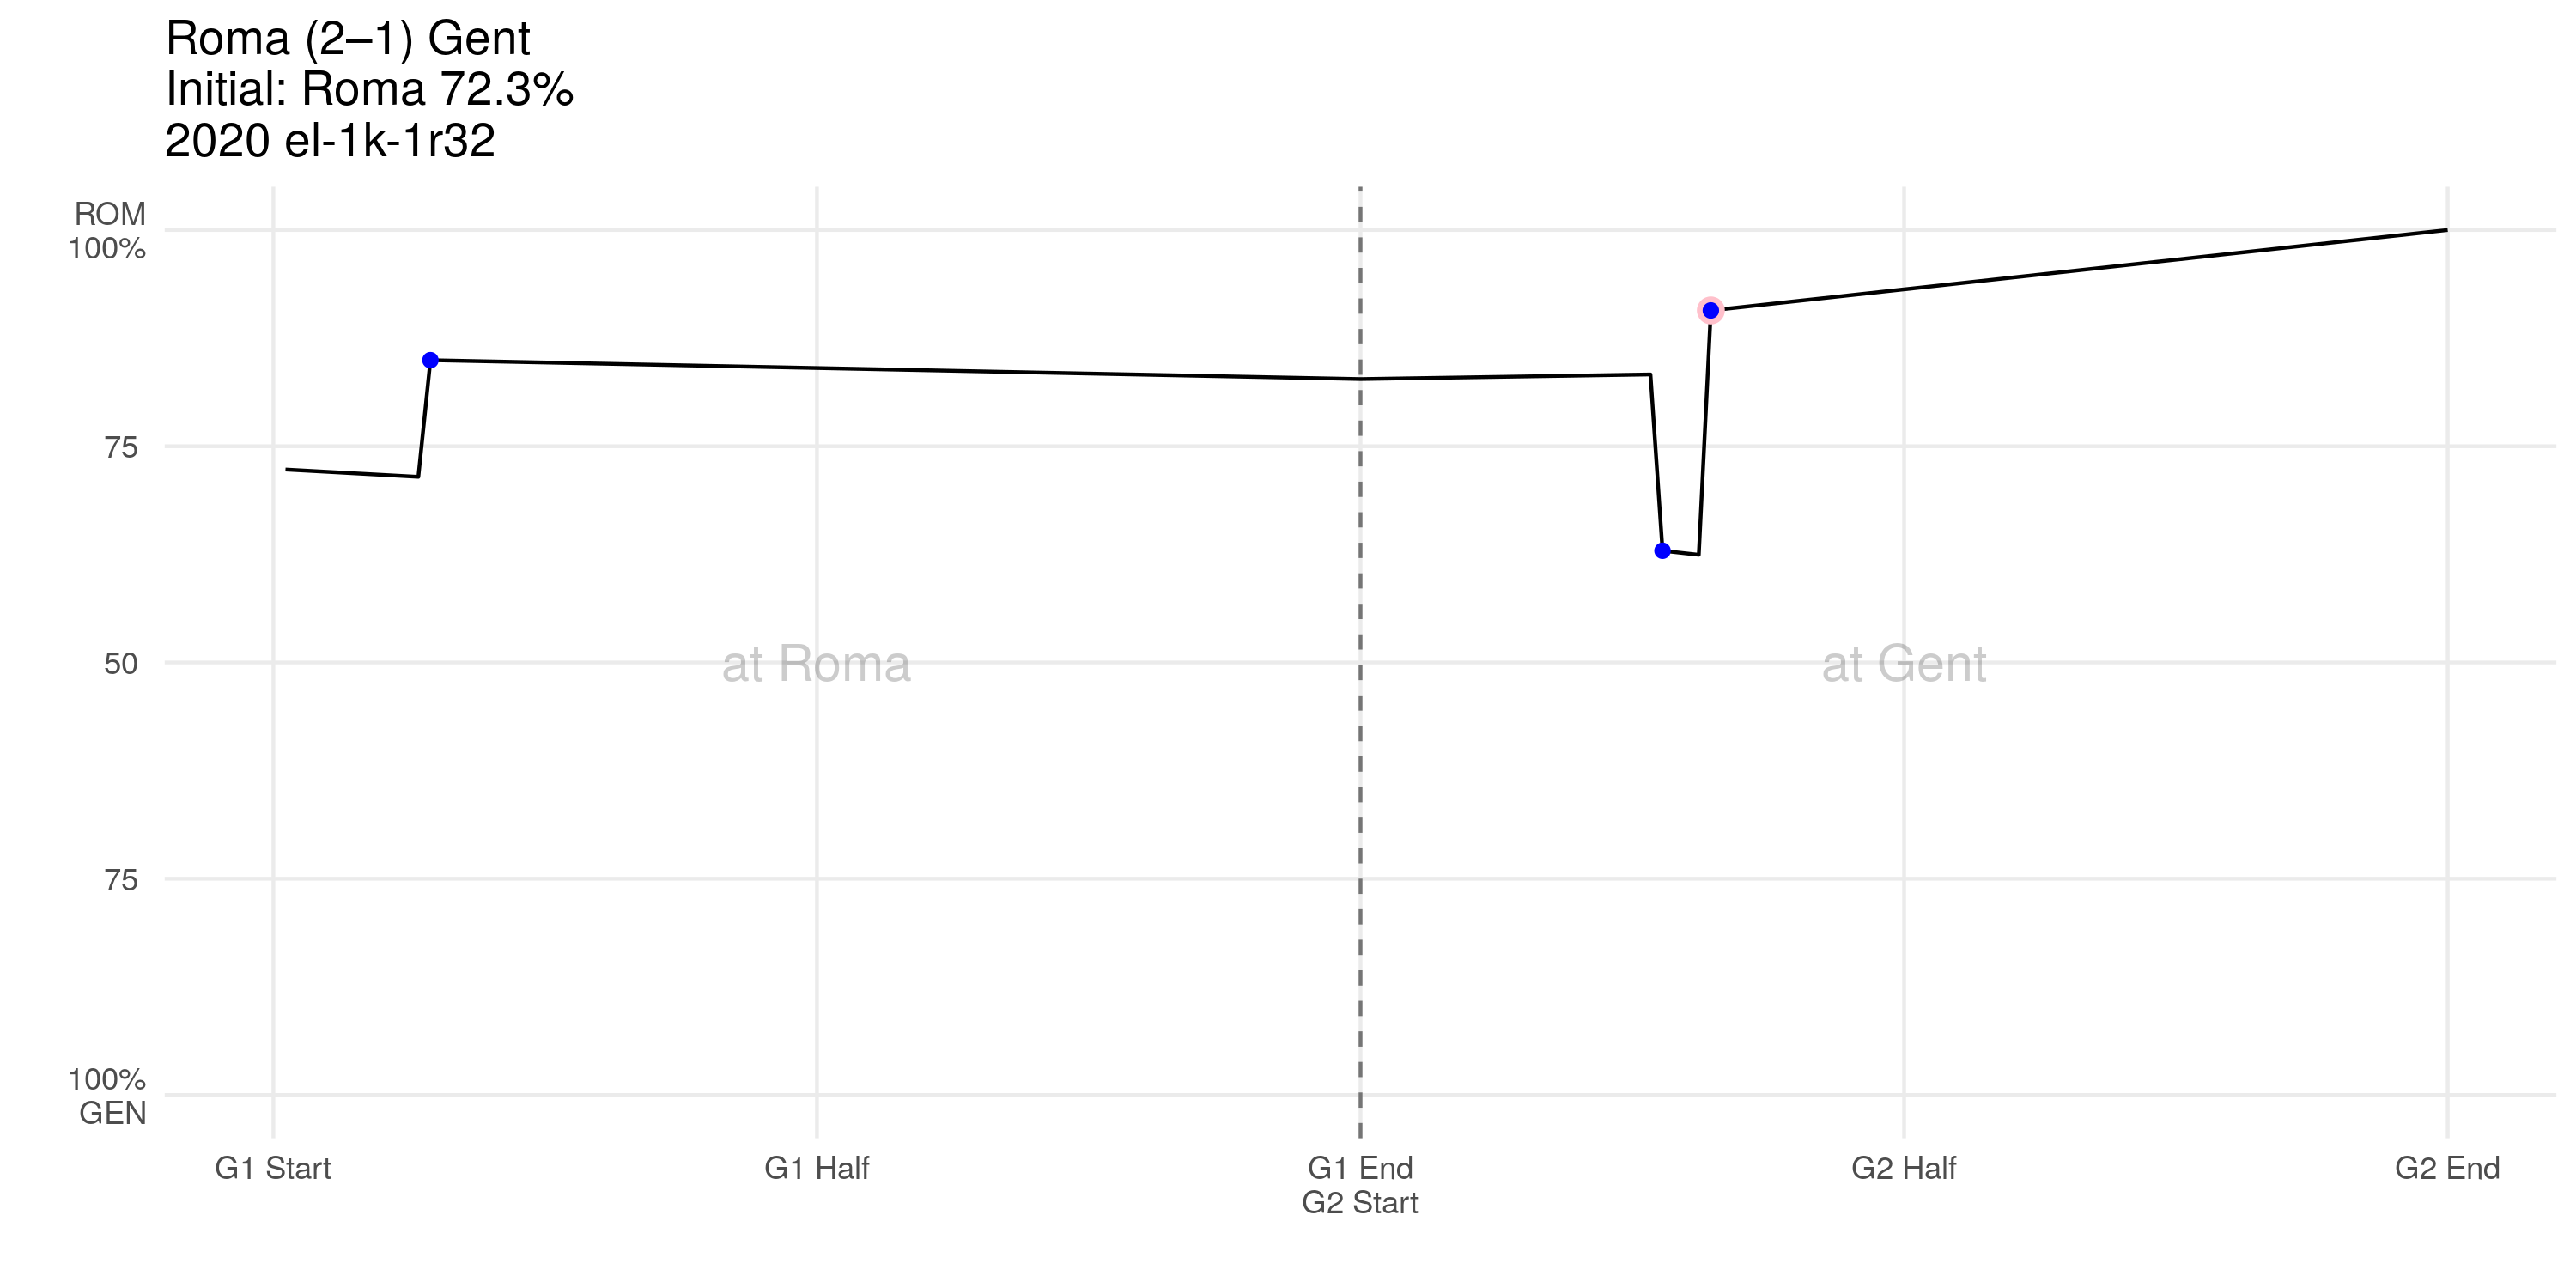 Roma (2–1) Gent
Initial: Roma 72.3%
2020 el-1k-1r32
ROM
100%
75
50
75
100%
GEN
at Roma
at Gent
G1 Start
G1 Half
G1 End
G2 Start
G2 Half
G2 End